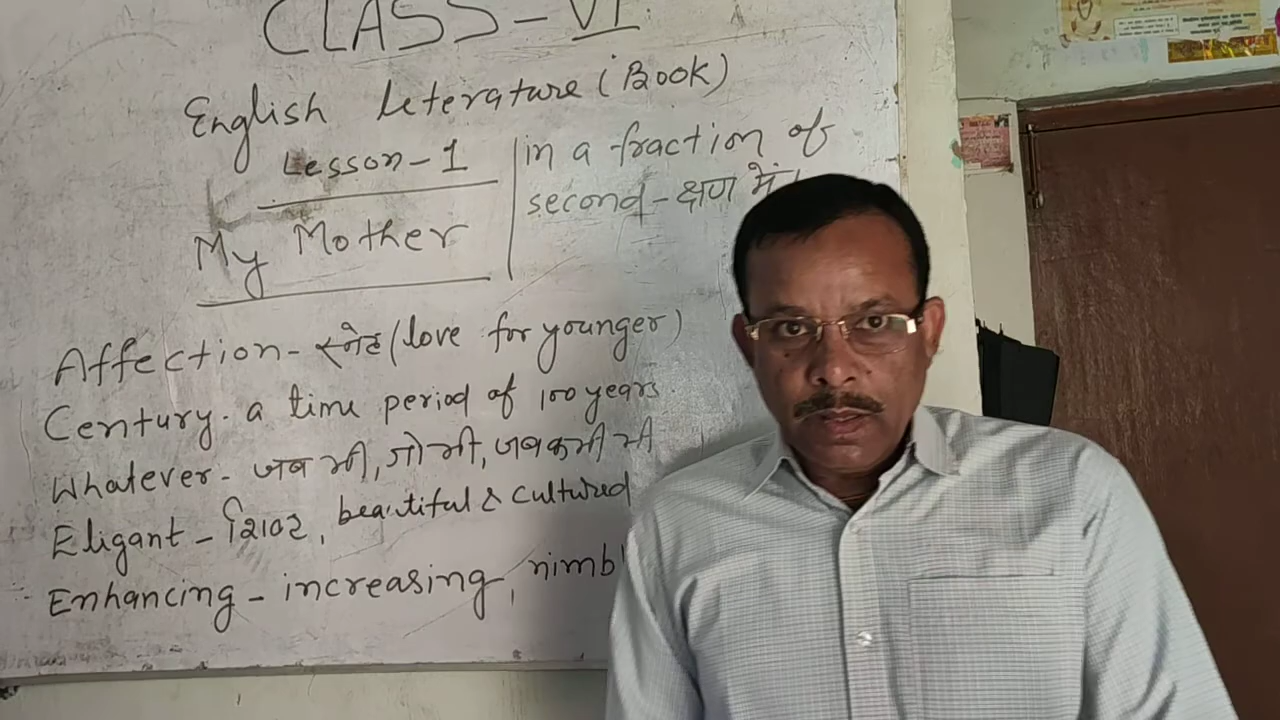 CLASS - VI
English Leterature (Book)
Lesson - 1
My Mother
in a fraction of
second - क्षण में।
Affection - स्नेह (love for younger)
Century - a time period of 100 years
Whatever - जब भी, जो भी, जब कभी भी
Eligant - शिष्ट, beautiful & cultured
Enhancing - increasing, nimbl